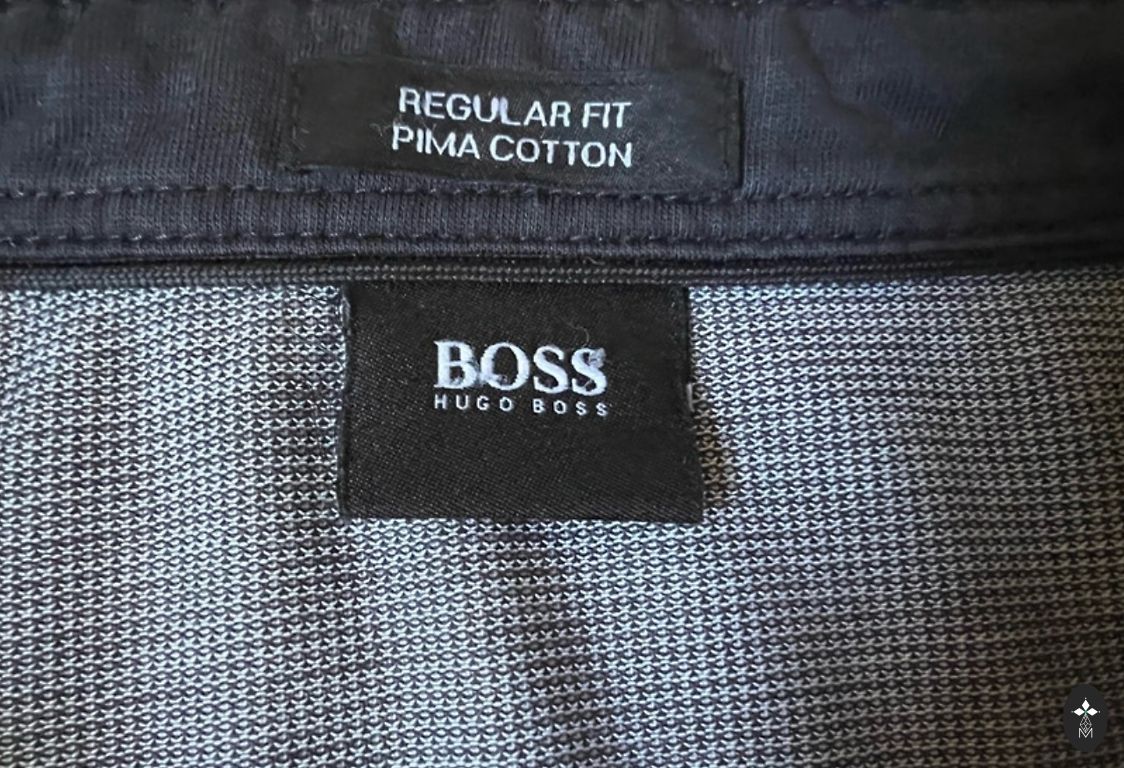 REGULAR FIT
PIMA COTTON
BOSS
HUGO BOSS
M